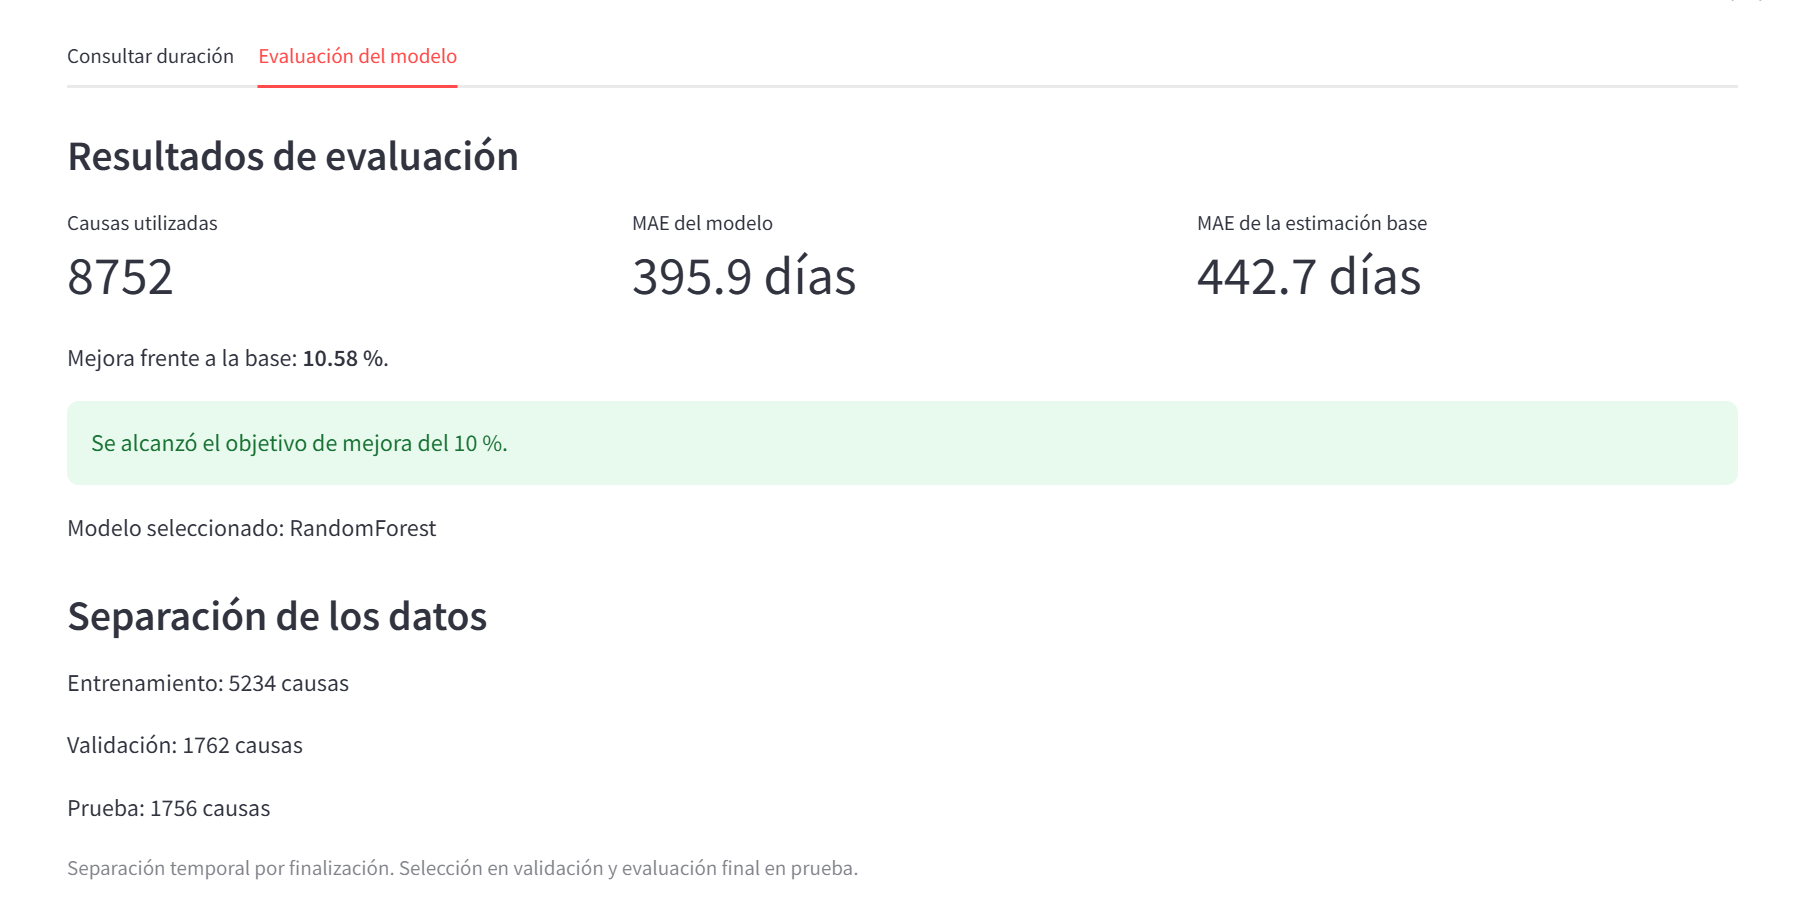 Consultar duración Evaluación del modelo
Resultados de evaluación
Causas utilizadas MAE del modelo MAE de la estimación base
8752 395.9 días 442.7 días
Mejora frente a la base: 10.58 %.
Se alcanzó el objetivo de mejora del 10 %.
Modelo seleccionado: RandomForest
Separación de los datos
Entrenamiento: 5234 causas
Validación: 1762 causas
Prueba: 1756 causas
Separación temporal por finalización. Selección en validación y evaluación final en prueba.